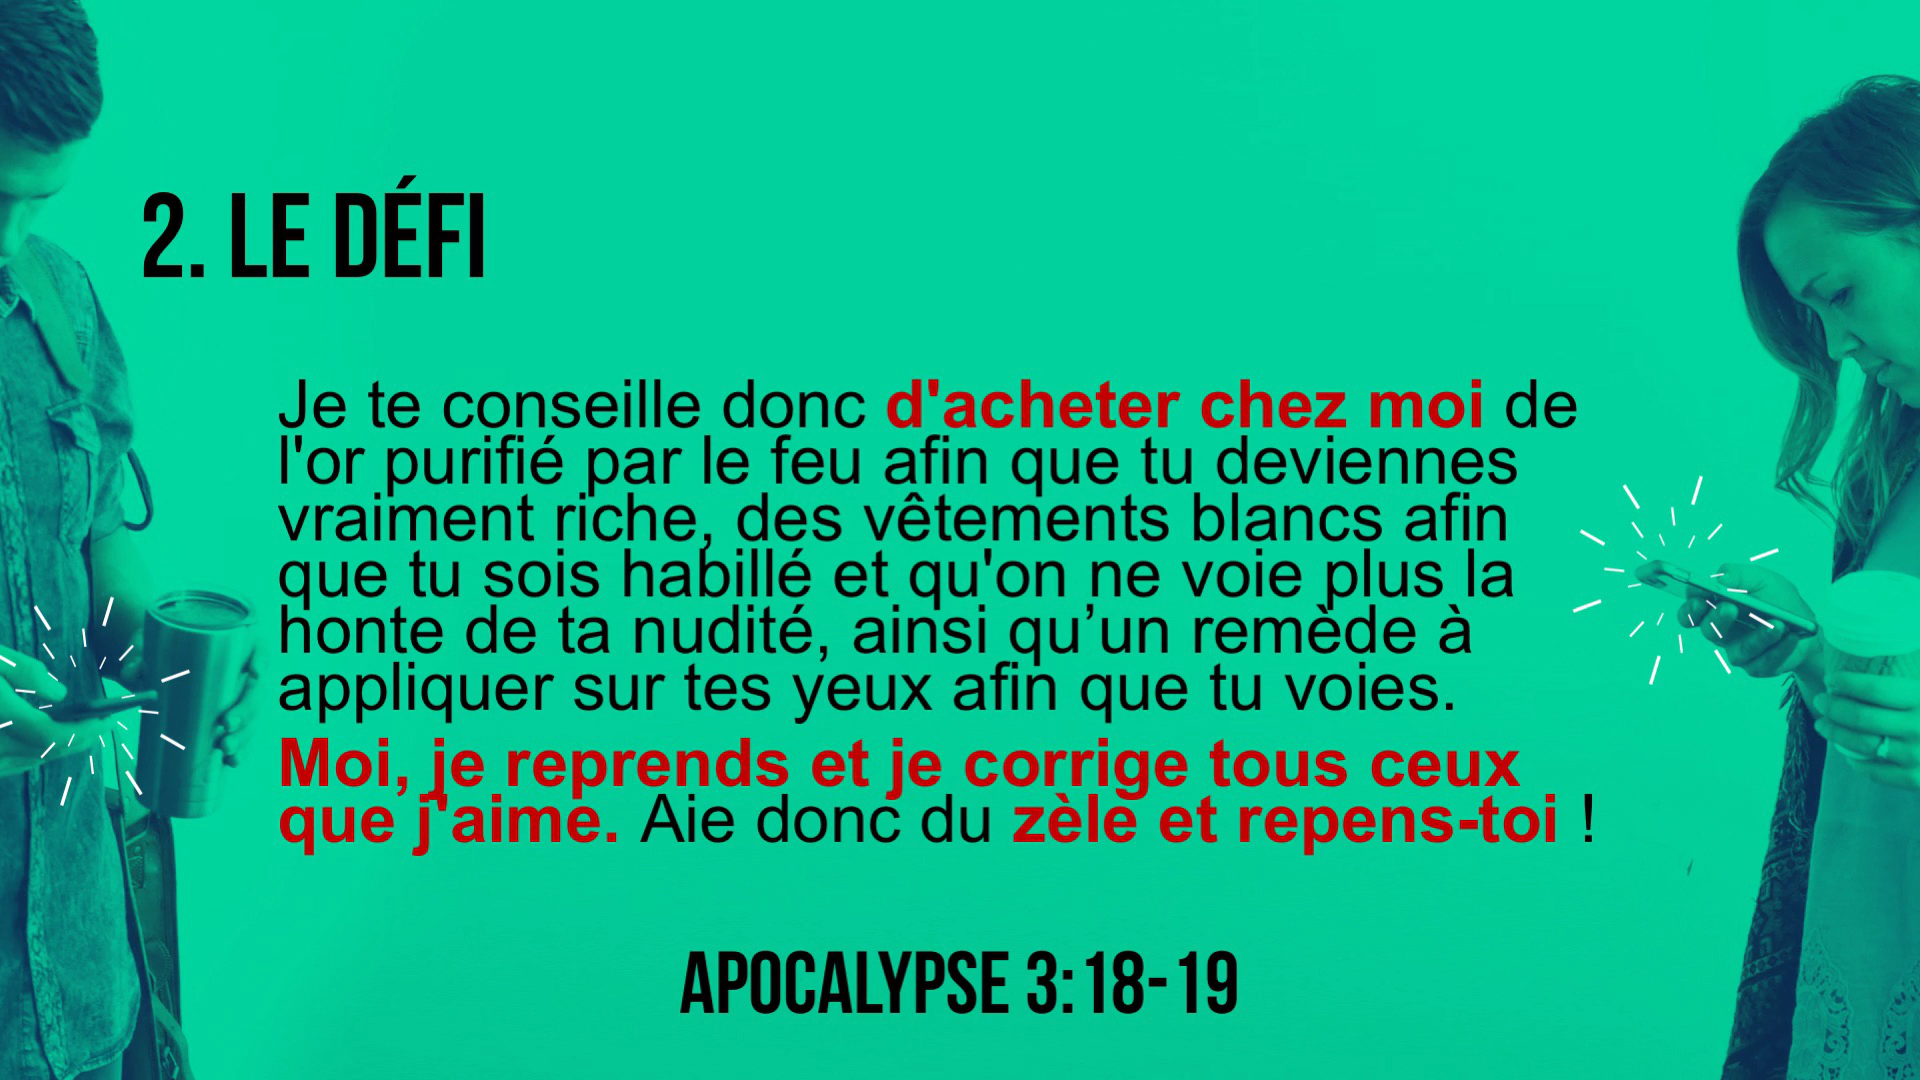 2. LE DÉFI
Je te conseille donc d'acheter chez moi de
l'or purifié par le feu afin que tu deviennes
vraiment riche, des vêtements blancs afin
que tu sois habillé et qu'on ne voie plus la
honte de ta nudité, ainsi qu’un remède à
appliquer sur tes yeux afin que tu voies.
Moi, je reprends et je corrige tous ceux
que j'aime. Aie donc du zèle et repens-toi !
APOCALYPSE 3:18-19